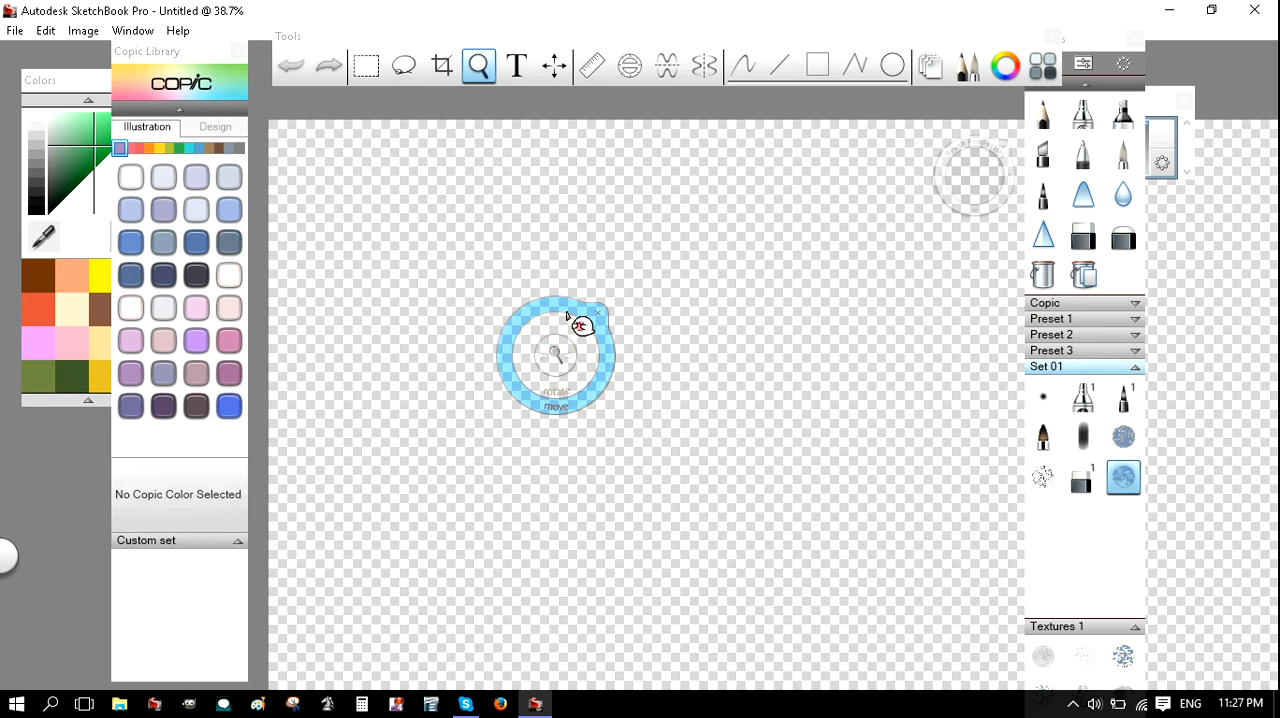 Autodesk SketchBook Pro - Untitled @ 38.7%
File Edit Image Window Help
Tools
Copic Library
Colors
COPIC
Illustration Design
rotate
move
Copic
Preset 1
Preset 2
Preset 3
Set 01
1 1
1
No Copic Color Selected
Custom set
Textures 1
ENG 11:27 PM